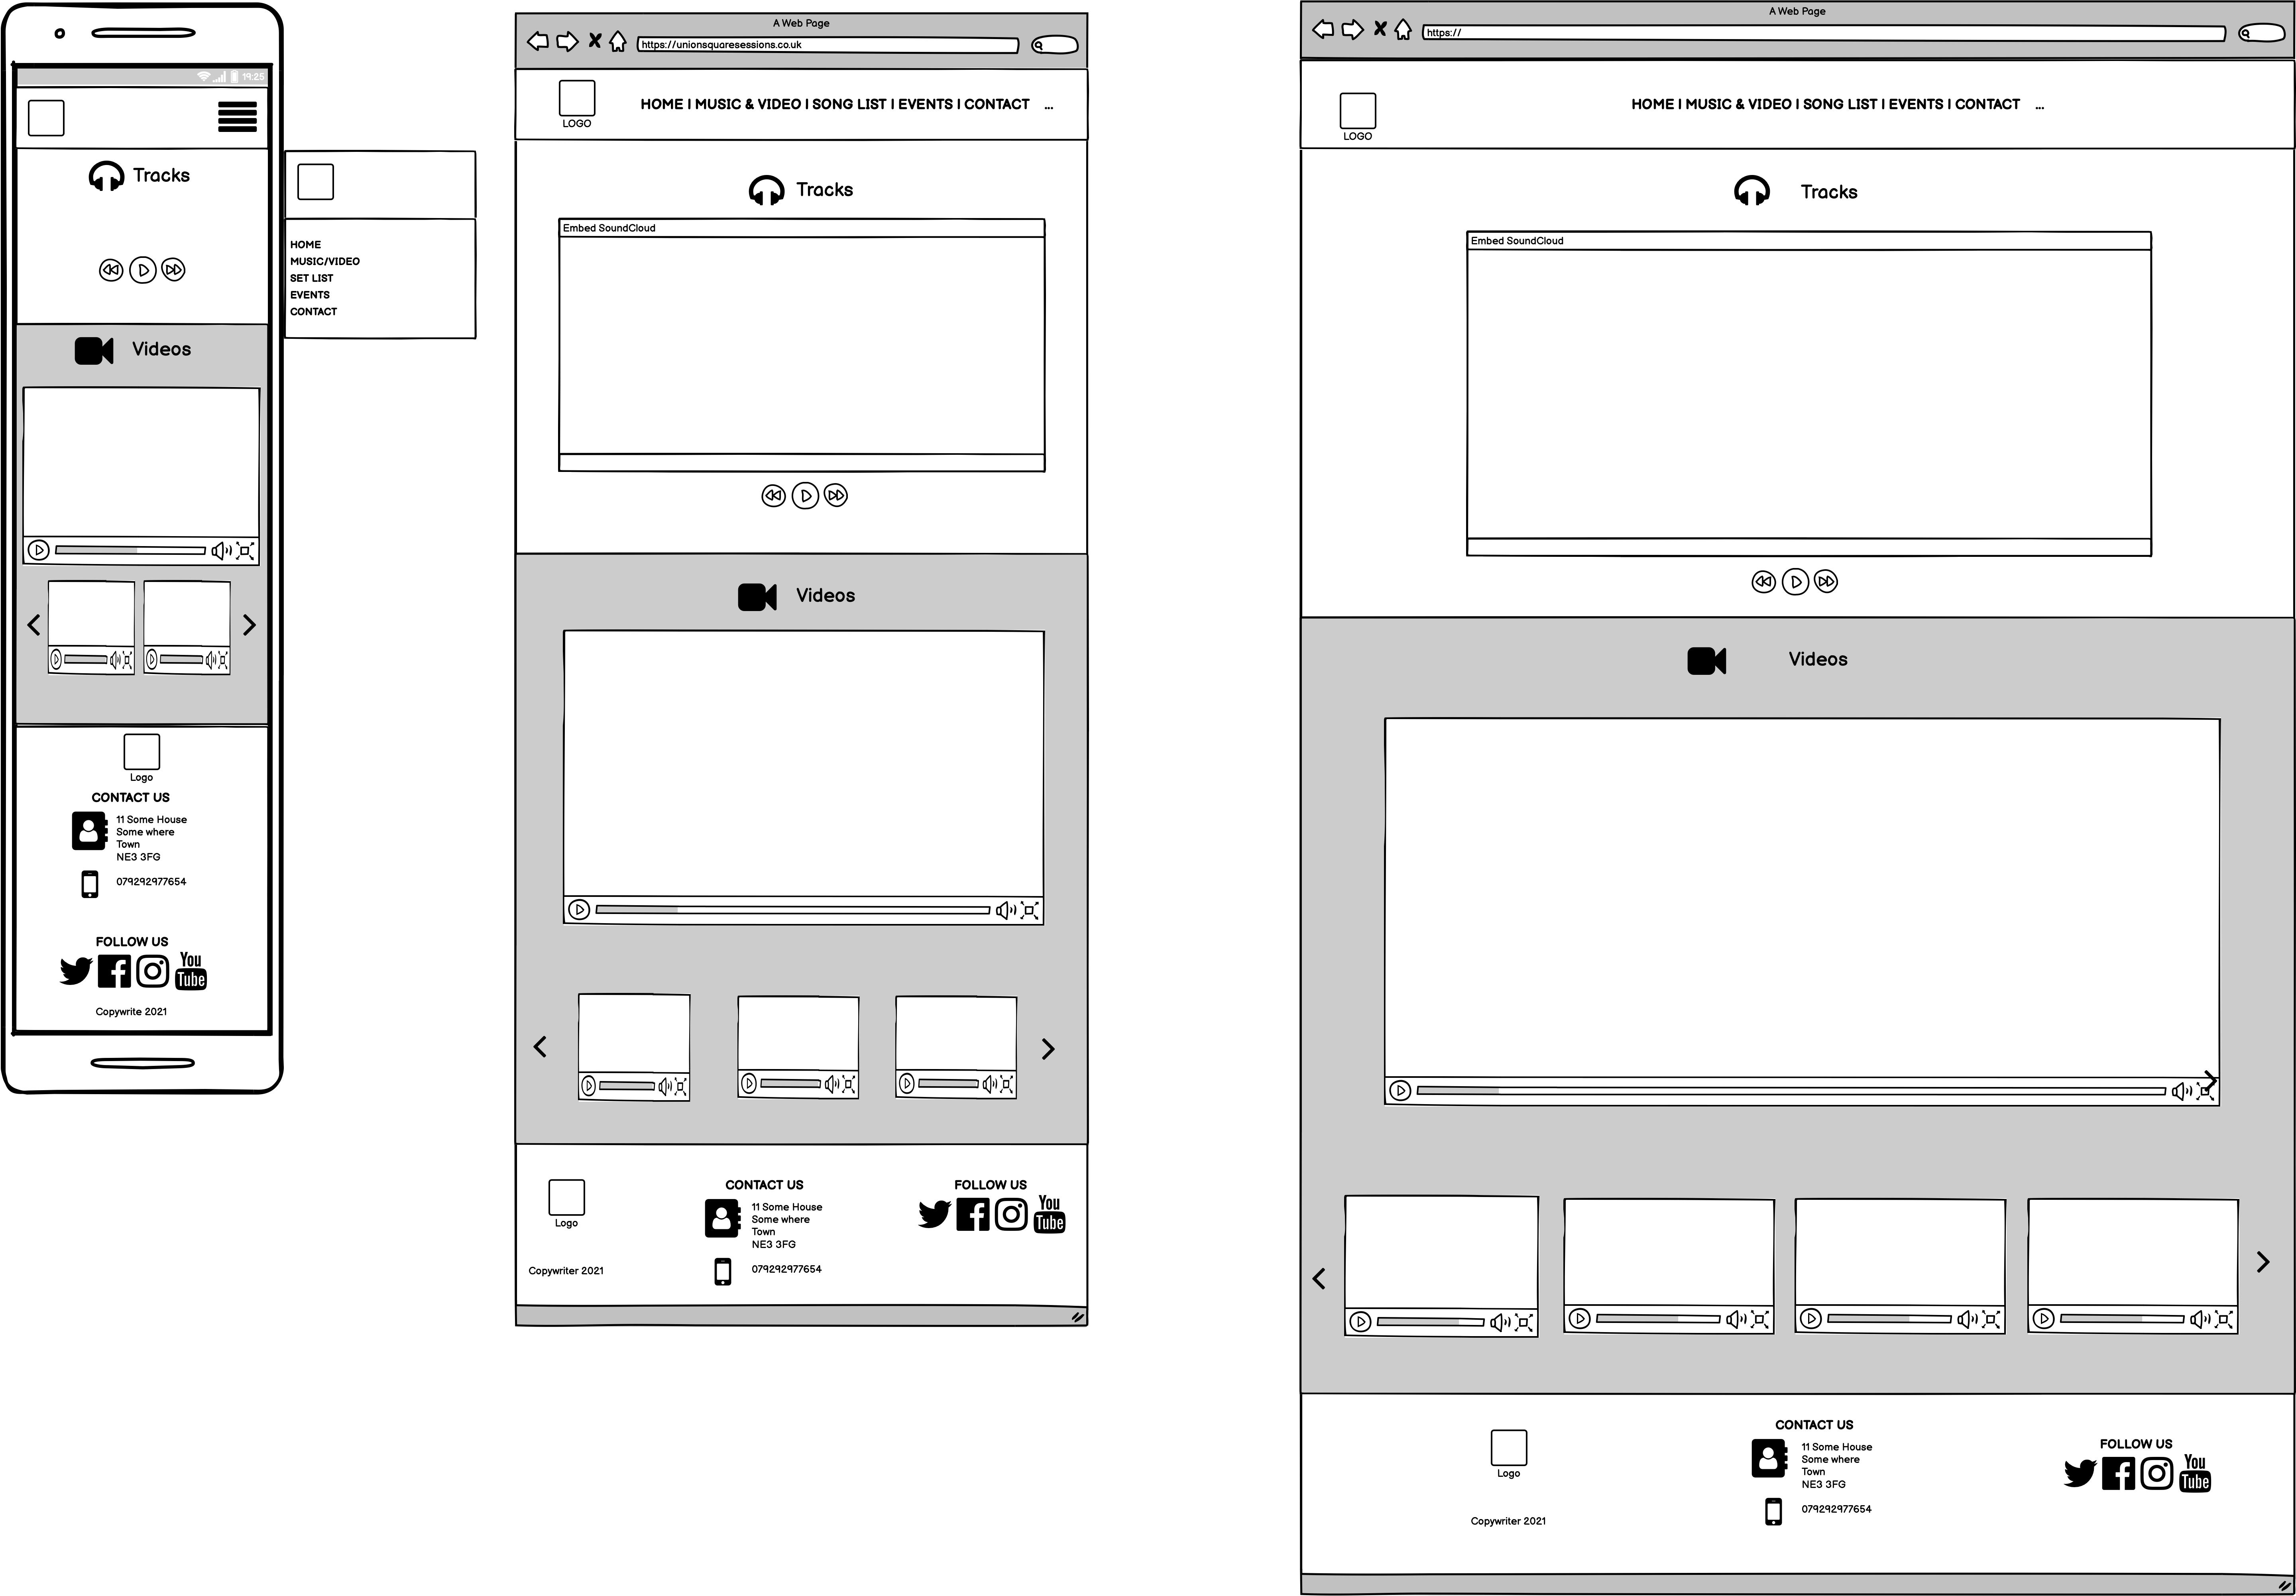 19:25
Tracks
Videos
Logo
CONTACT US
11 Some House
Some where
Town
NE3 3FG
079292977654
FOLLOW US
You
Tube
Copywrite 2021
HOME
MUSIC/VIDEO
SET LIST
EVENTS
CONTACT
A Web Page
https://unionsquaresessions.co.uk
LOGO
HOME | MUSIC & VIDEO | SONG LIST | EVENTS | CONTACT ...
Tracks
Embed SoundCloud
Videos
Logo
Copywriter 2021
CONTACT US
11 Some House
Some where
Town
NE3 3FG
079292977654
FOLLOW US
You
Tube
A Web Page
https://
LOGO
HOME | MUSIC & VIDEO | SONG LIST | EVENTS | CONTACT ...
Tracks
Embed SoundCloud
Videos
Logo
Copywriter 2021
CONTACT US
11 Some House
Some where
Town
NE3 3FG
079292977654
FOLLOW US
You
Tube